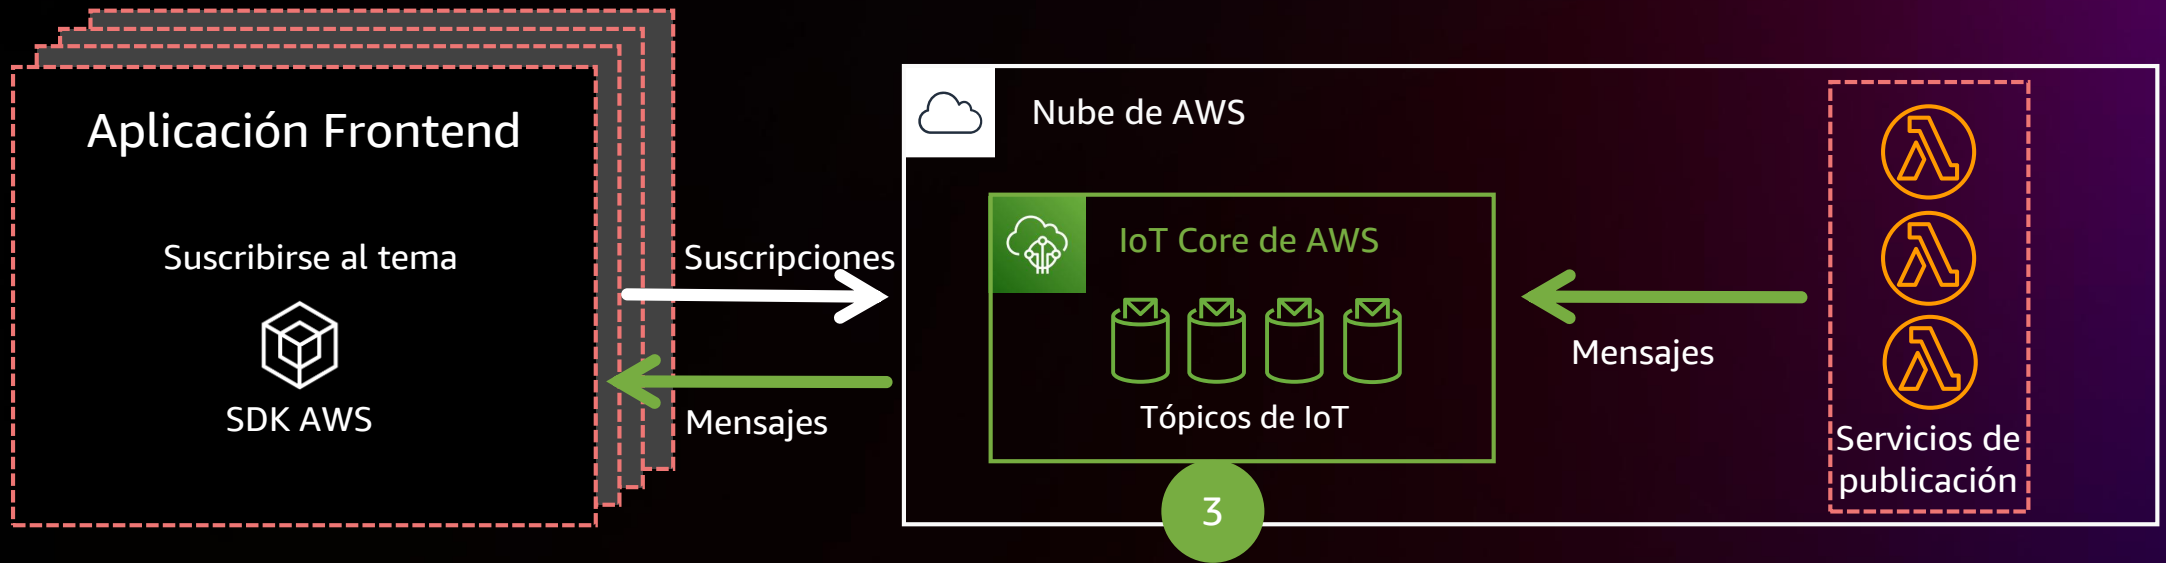 Aplicación Frontend
Suscribirse al tema
SDK AWS
Suscripciones
Mensajes
Nube de AWS
IoT Core de AWS
Tópicos de IoT
3
Mensajes
Servicios de
publicación